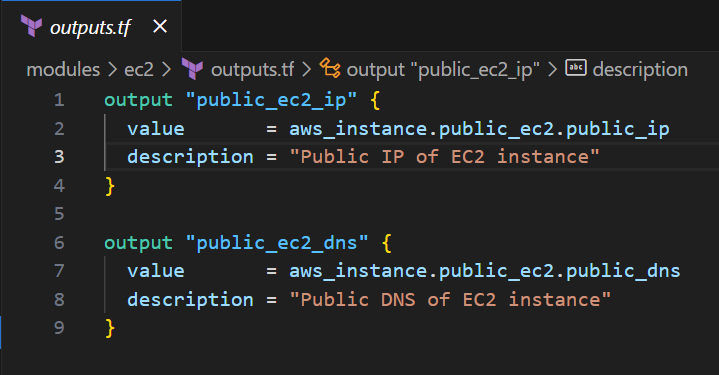 outputs.tf ×
modules > ec2 > outputs.tf > output "public_ec2_ip" > abc description
1 output "public_ec2_ip" {
2   value       = aws_instance.public_ec2.public_ip
3   description = "Public IP of EC2 instance"
4 }
5
6 output "public_ec2_dns" {
7   value       = aws_instance.public_ec2.public_dns
8   description = "Public DNS of EC2 instance"
9 }